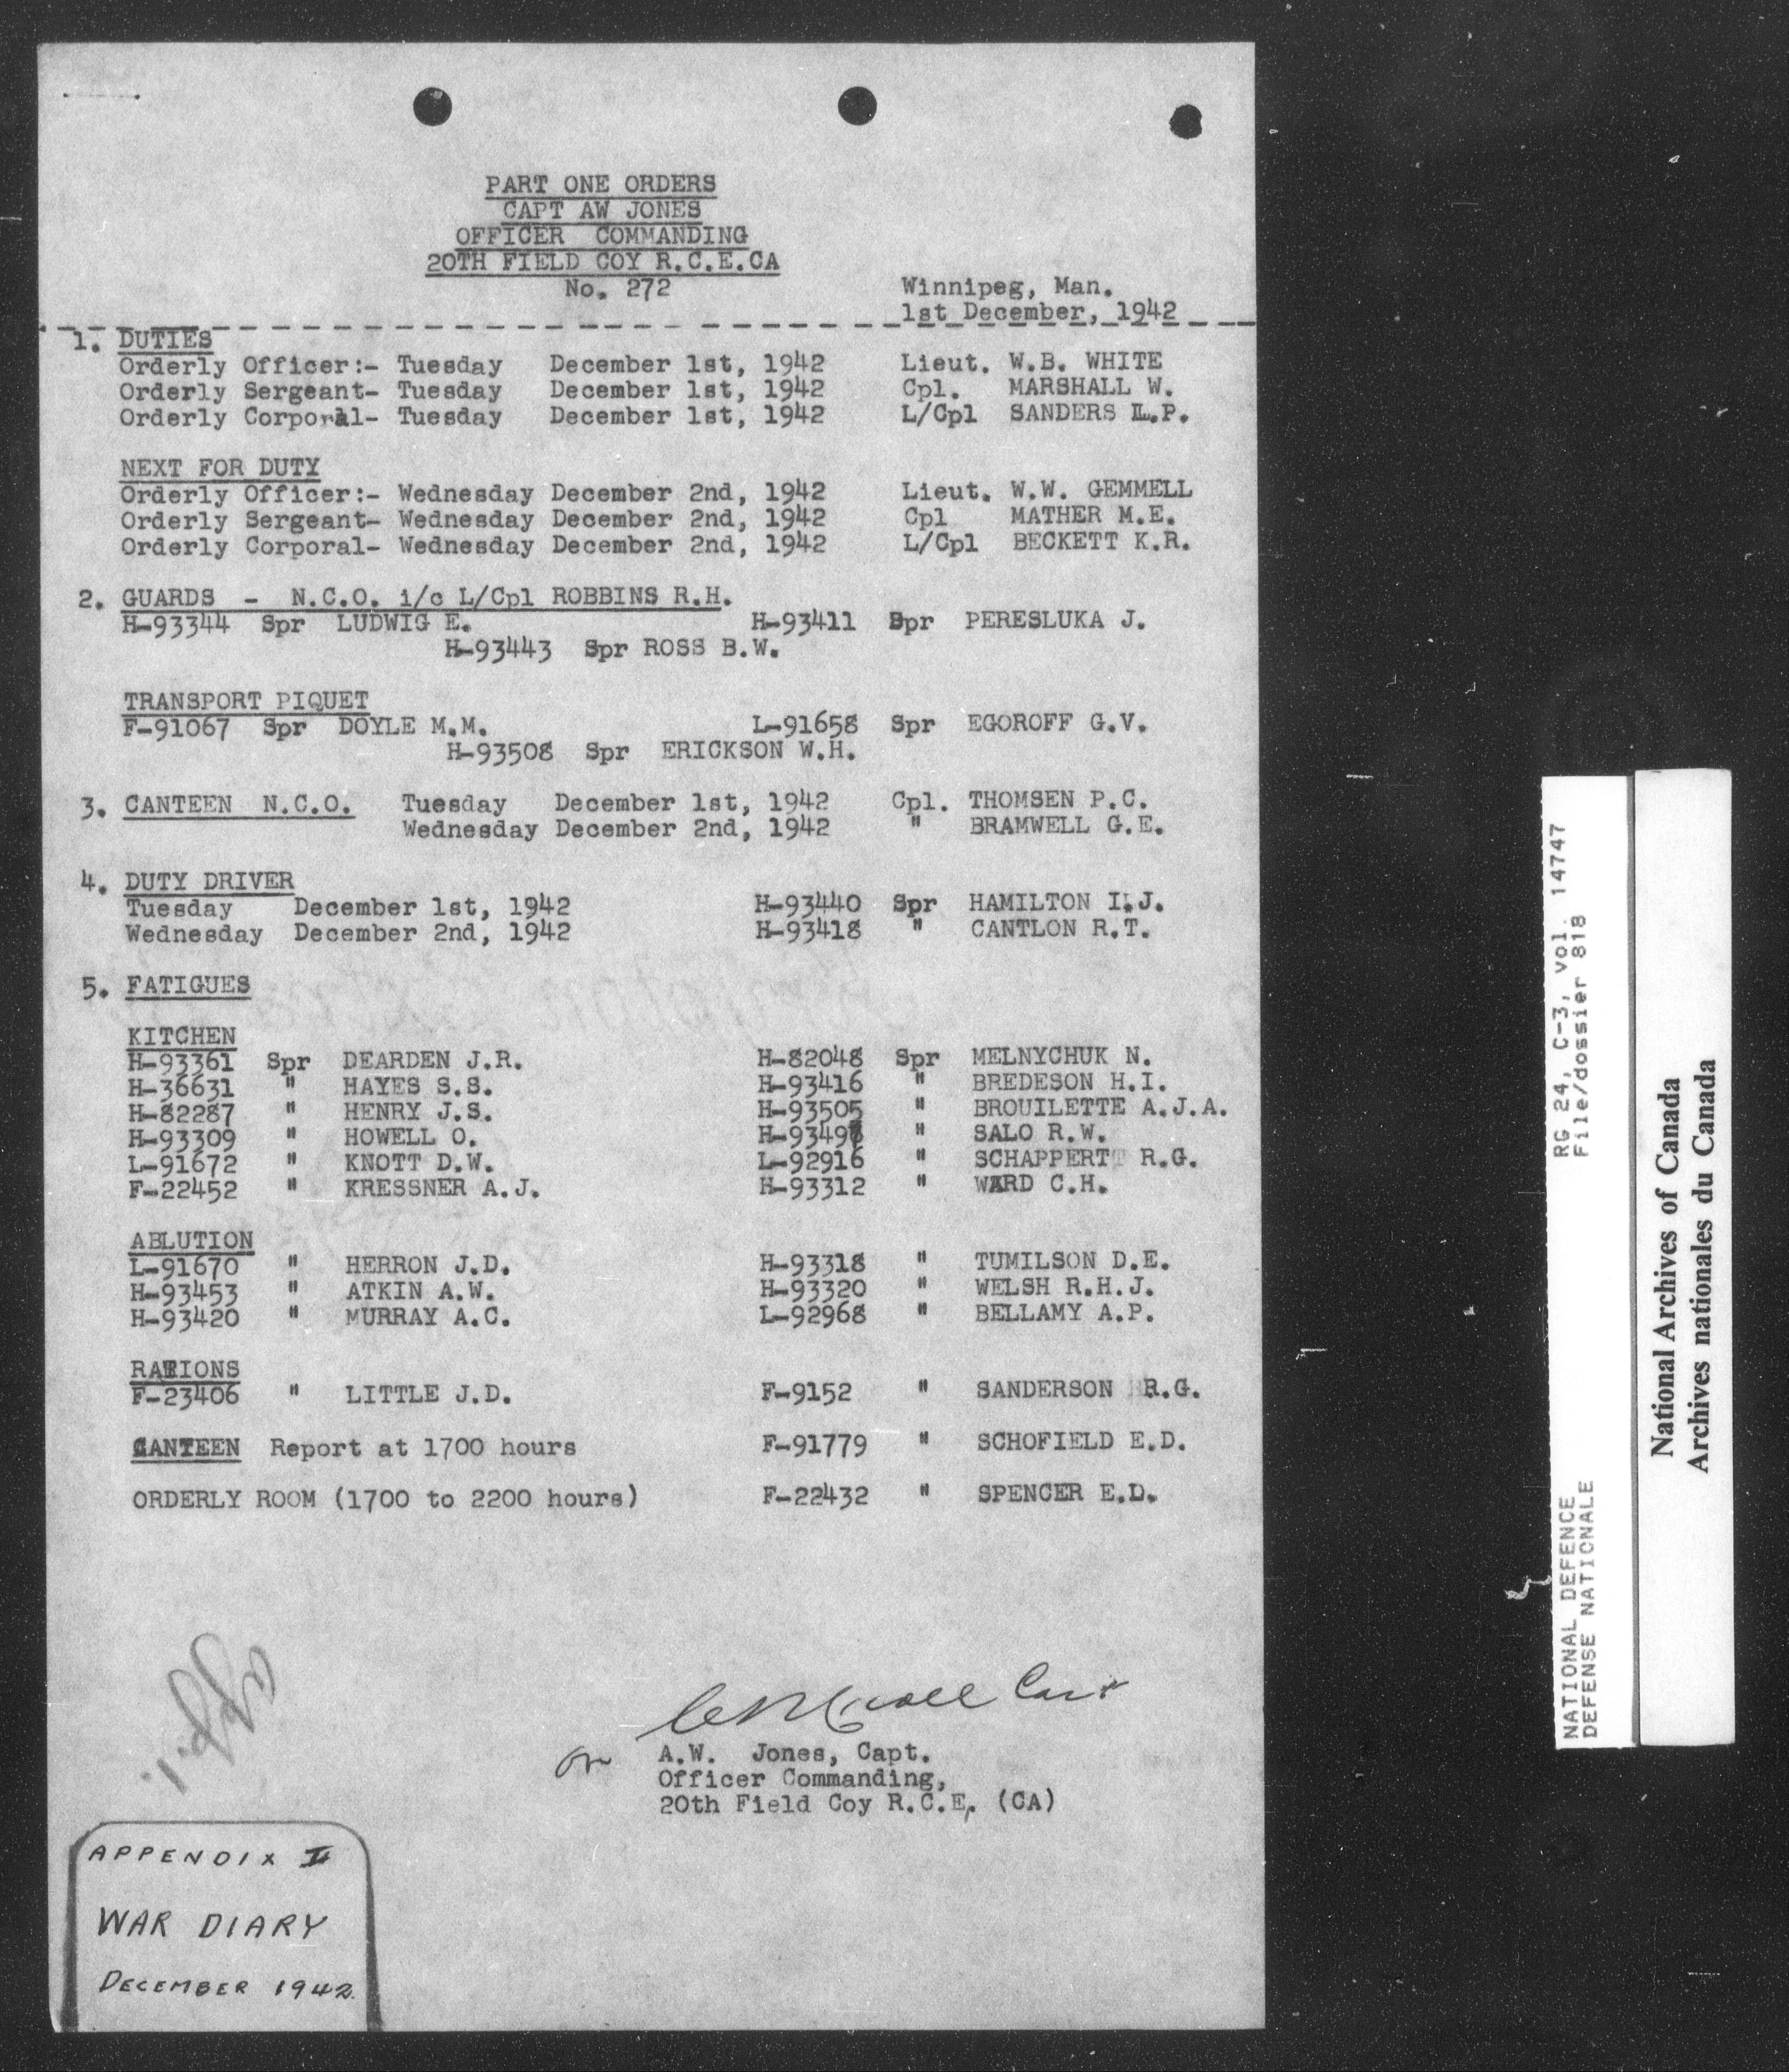 PART ONE ORDERS
CAPT AW JONES
OFFICER COMMANDING
20TH FIELD COY R.C.E.CA
No. 272
Winnipeg, Man.
1st December, 1942
1. DUTIES
Orderly Officer:- Tuesday December 1st, 1942 Lieut. W.B. WHITE
Orderly Sergeant- Tuesday December 1st, 1942 Cpl. MARSHALL W.
Orderly Corporal- Tuesday December 1st, 1942 L/Cpl SANDERS L.P.
NEXT FOR DUTY
Orderly Officer:- Wednesday December 2nd, 1942 Lieut. W.W. GEMMELL
Orderly Sergeant- Wednesday December 2nd, 1942 Cpl MATHER M.E.
Orderly Corporal- Wednesday December 2nd, 1942 L/Cpl BECKETT K.R.
2. GUARDS - N.C.O. i/c L/Cpl ROBBINS R.H.
H-93344 Spr LUDWIG E. H-93411 Spr PERESLUKA J.
H-93443 Spr ROSS B.W.
TRANSPORT PIQUET
F-91067 Spr DOYLE M.M. L-91658 Spr EGOROFF G.V.
H-93508 Spr ERICKSON W.H.
3. CANTEEN N.C.O. Tuesday December 1st, 1942 Cpl. THOMSEN P.C.
Wednesday December 2nd, 1942 " BRAMWELL G.E.
4. DUTY DRIVER
Tuesday December 1st, 1942 H-93440 Spr HAMILTON I.J.
Wednesday December 2nd, 1942 H-93418 " CANTLON R.T.
5. FATIGUES
KITCHEN
H-93361 Spr DEARDEN J.R. H-82048 Spr MELNYCHUK N.
H-36631 " HAYES S.S. H-93416 " BREDESON H.I.
H-82287 " HENRY J.S. H-93505 " BROUILETTE A.J.A.
H-93309 " HOWELL O. " SALO R.W.
L-91672 " KNOTT D.W. L-92916 " SCHAPPERT R.G.
F-22452 " KRESSNER A.J. H-93312 " WARD C.H.
ABLUTION
L-91670 " HERRON J.D. H-93318 " TUMILSON D.E.
H-93453 " ATKIN A.W. H-93320 " WELSH R.H.J.
H-93420 " MURRAY A.C. L-92968 " BELLAMY A.P.
RATIONS
F-23406 " LITTLE J.D. F-9152 " SANDERSON R.G.
CANTEEN Report at 1700 hours F-91779 " SCHOFIELD E.D.
ORDERLY ROOM (1700 to 2200 hours) F-22432 " SPENCER E.D.
Capt
A.W. Jones, Capt.
Officer Commanding,
20th Field Coy R.C.E. (CA)
App. 1
APPENDIX II
WAR DIARY
DECEMBER 1942.
RG 24, C-3, vol. 14747
File/dossier 818
NATIONAL DEFENCE
DEFENSE NATIONALE
National Archives of Canada
Archives nationales du Canada